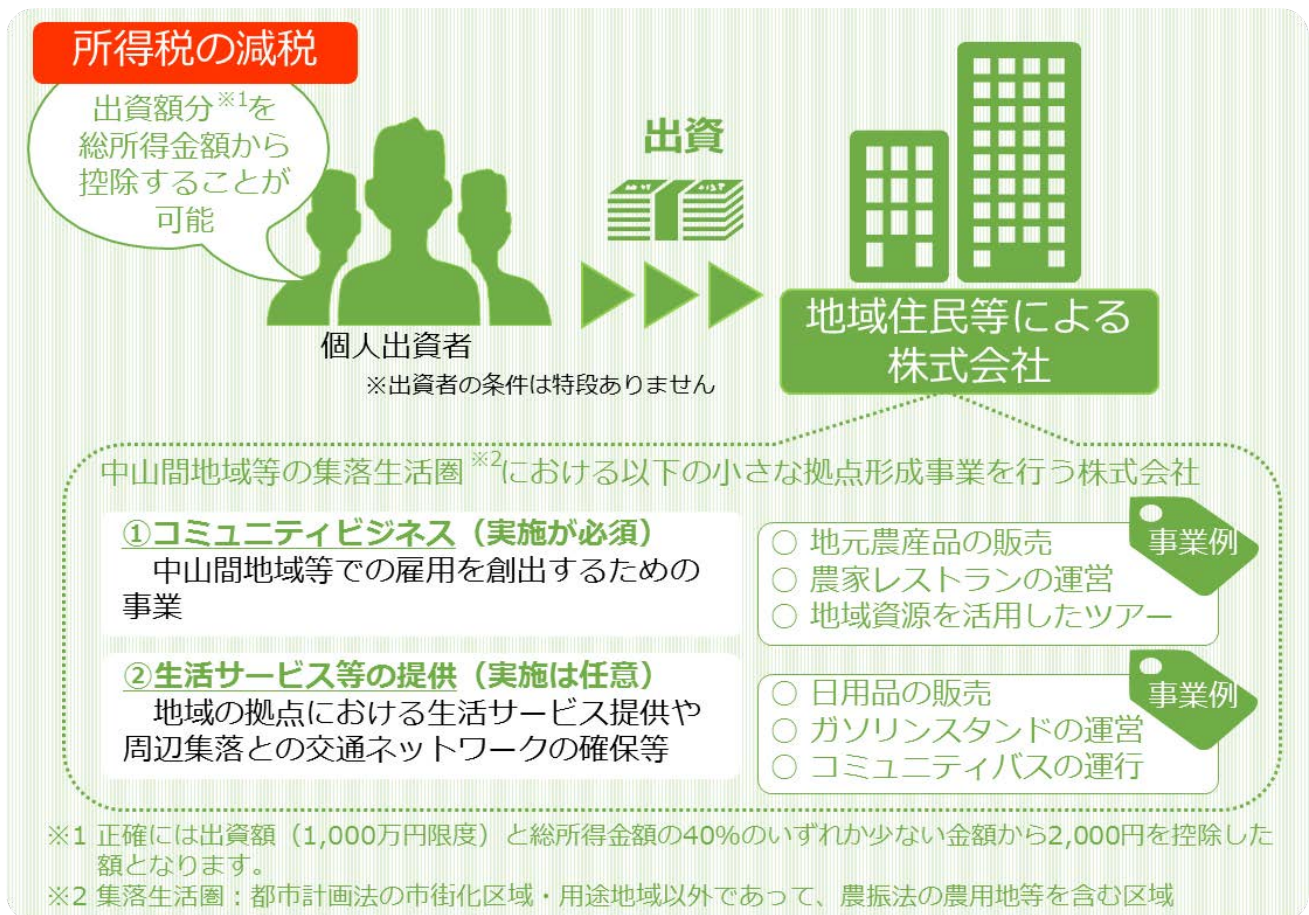 所得税の減税
出資額分※1を
総所得金額から
控除することが
可能
出資
個人出資者
※出資者の条件は特段ありません
地域住民等による
株式会社
中山間地域等の集落生活圏※2における以下の小さな拠点形成事業を行う株式会社
①コミュニティビジネス（実施が必須）
中山間地域等での雇用を創出するための
事業
事業例
○ 地元農産品の販売
○ 農家レストランの運営
○ 地域資源を活用したツアー
②生活サービス等の提供（実施は任意）
地域の拠点における生活サービス提供や
周辺集落との交通ネットワークの確保等
事業例
○ 日用品の販売
○ ガソリンスタンドの運営
○ コミュニティバスの運行
※1 正確には出資額（1,000万円限度）と総所得金額の40%のいずれか少ない金額から2,000円を控除した
額となります。
※2 集落生活圏：都市計画法の市街化区域・用途地域以外であって、農振法の農用地等を含む区域